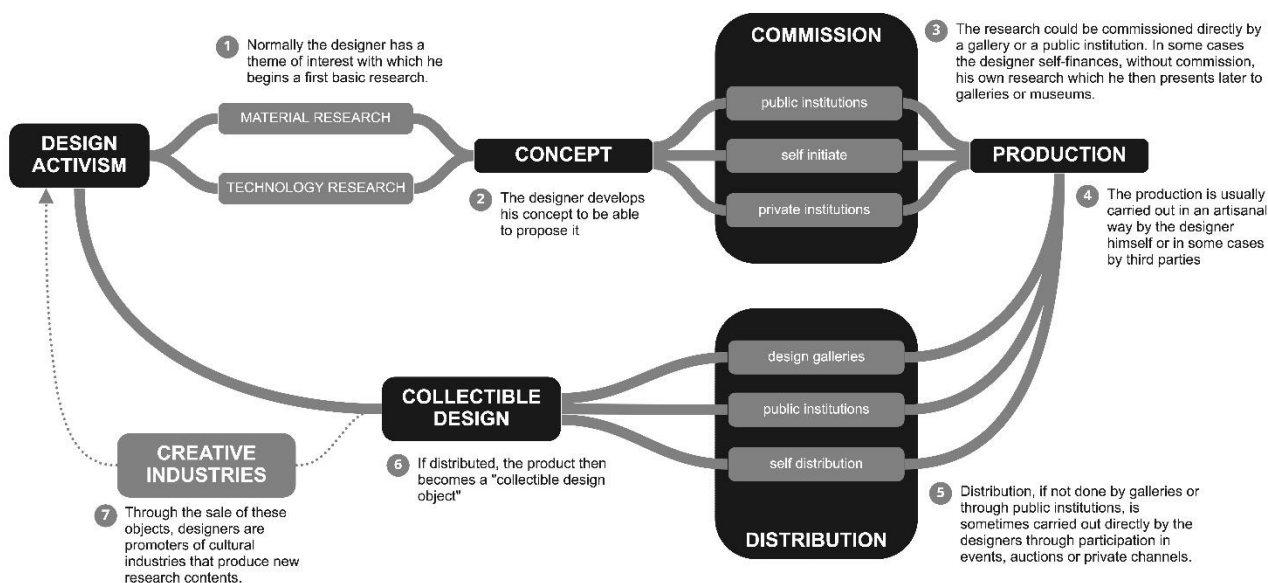 1 Normally the designer has a
theme of interest with which he
begins a first basic research.
MATERIAL RESEARCH
TECHNOLOGY RESEARCH
DESIGN
ACTIVISM
CONCEPT
2 The designer develops
his concept to be able
to propose it
COMMISSION
public institutions
self initiate
private institutions
3 The research could be commissioned directly by
a gallery or a public institution. In some cases
the designer self-finances, without commission,
his own research which he then presents later to
galleries or museums.
PRODUCTION
4 The production is usually
carried out in an artisanal
way by the designer
himself or in some cases
by third parties
design galleries
public institutions
self distribution
DISTRIBUTION
5 Distribution, if not done by galleries or
through public institutions, is
sometimes carried out directly by the
designers through participation in
events, auctions or private channels.
COLLECTIBLE
DESIGN
6 If distributed, the product then
becomes a "collectible design
object"
CREATIVE
INDUSTRIES
7 Through the sale of these
objects, designers are
promoters of cultural
industries that produce new
research contents.